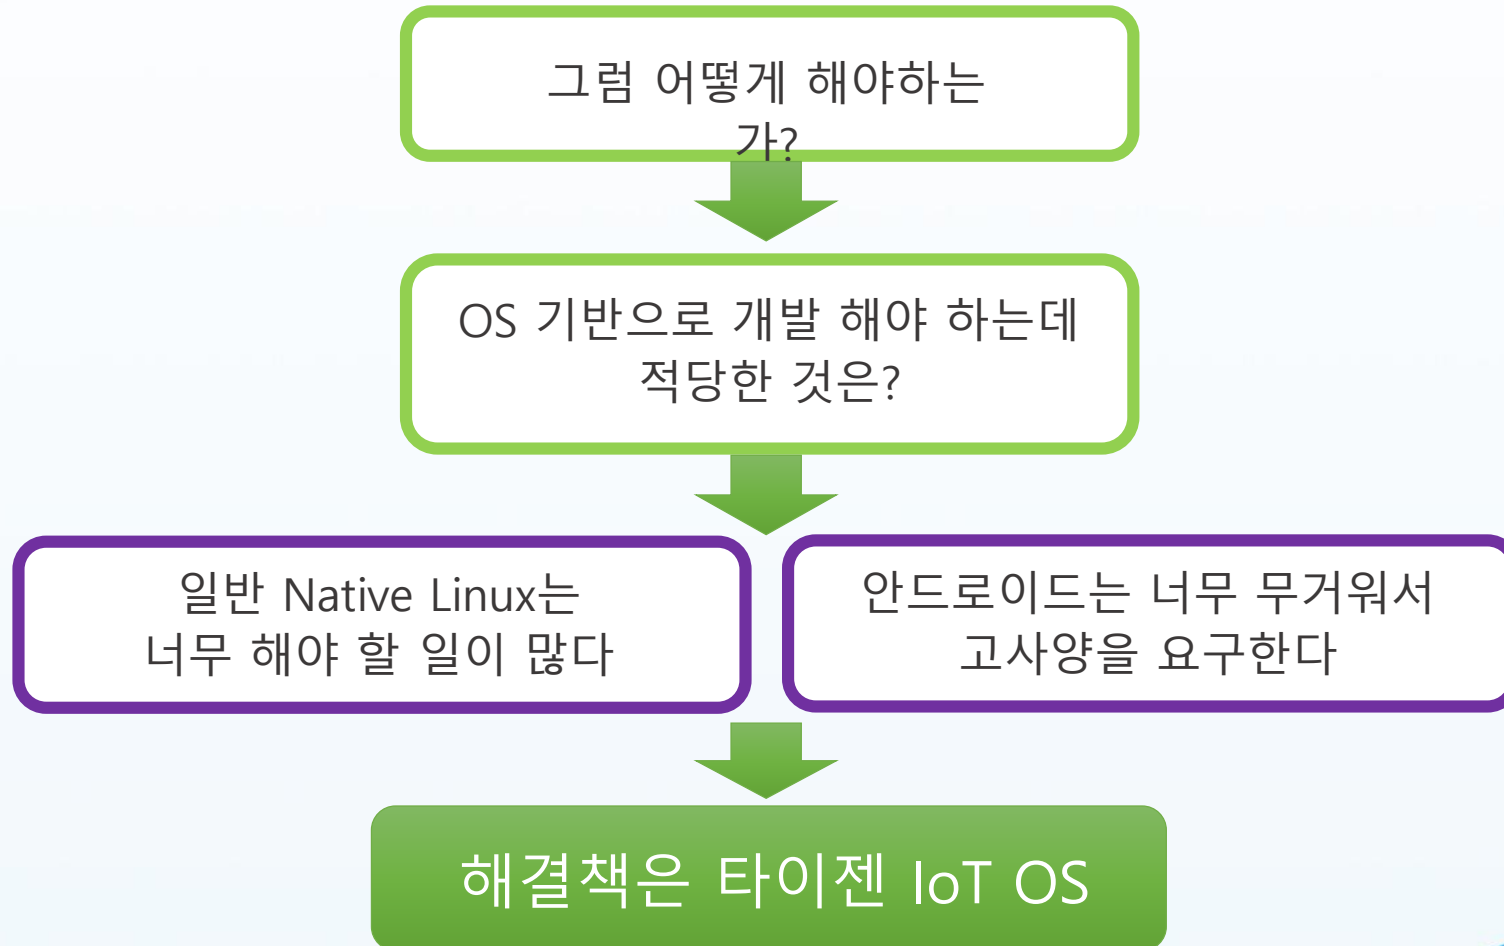 그럼 어떻게 해야하는
가?
OS 기반으로 개발 해야 하는데
적당한 것은?
일반 Native Linux는
너무 해야 할 일이 많다
안드로이드는 너무 무거워서
고사양을 요구한다
해결책은 타이젠 IoT OS